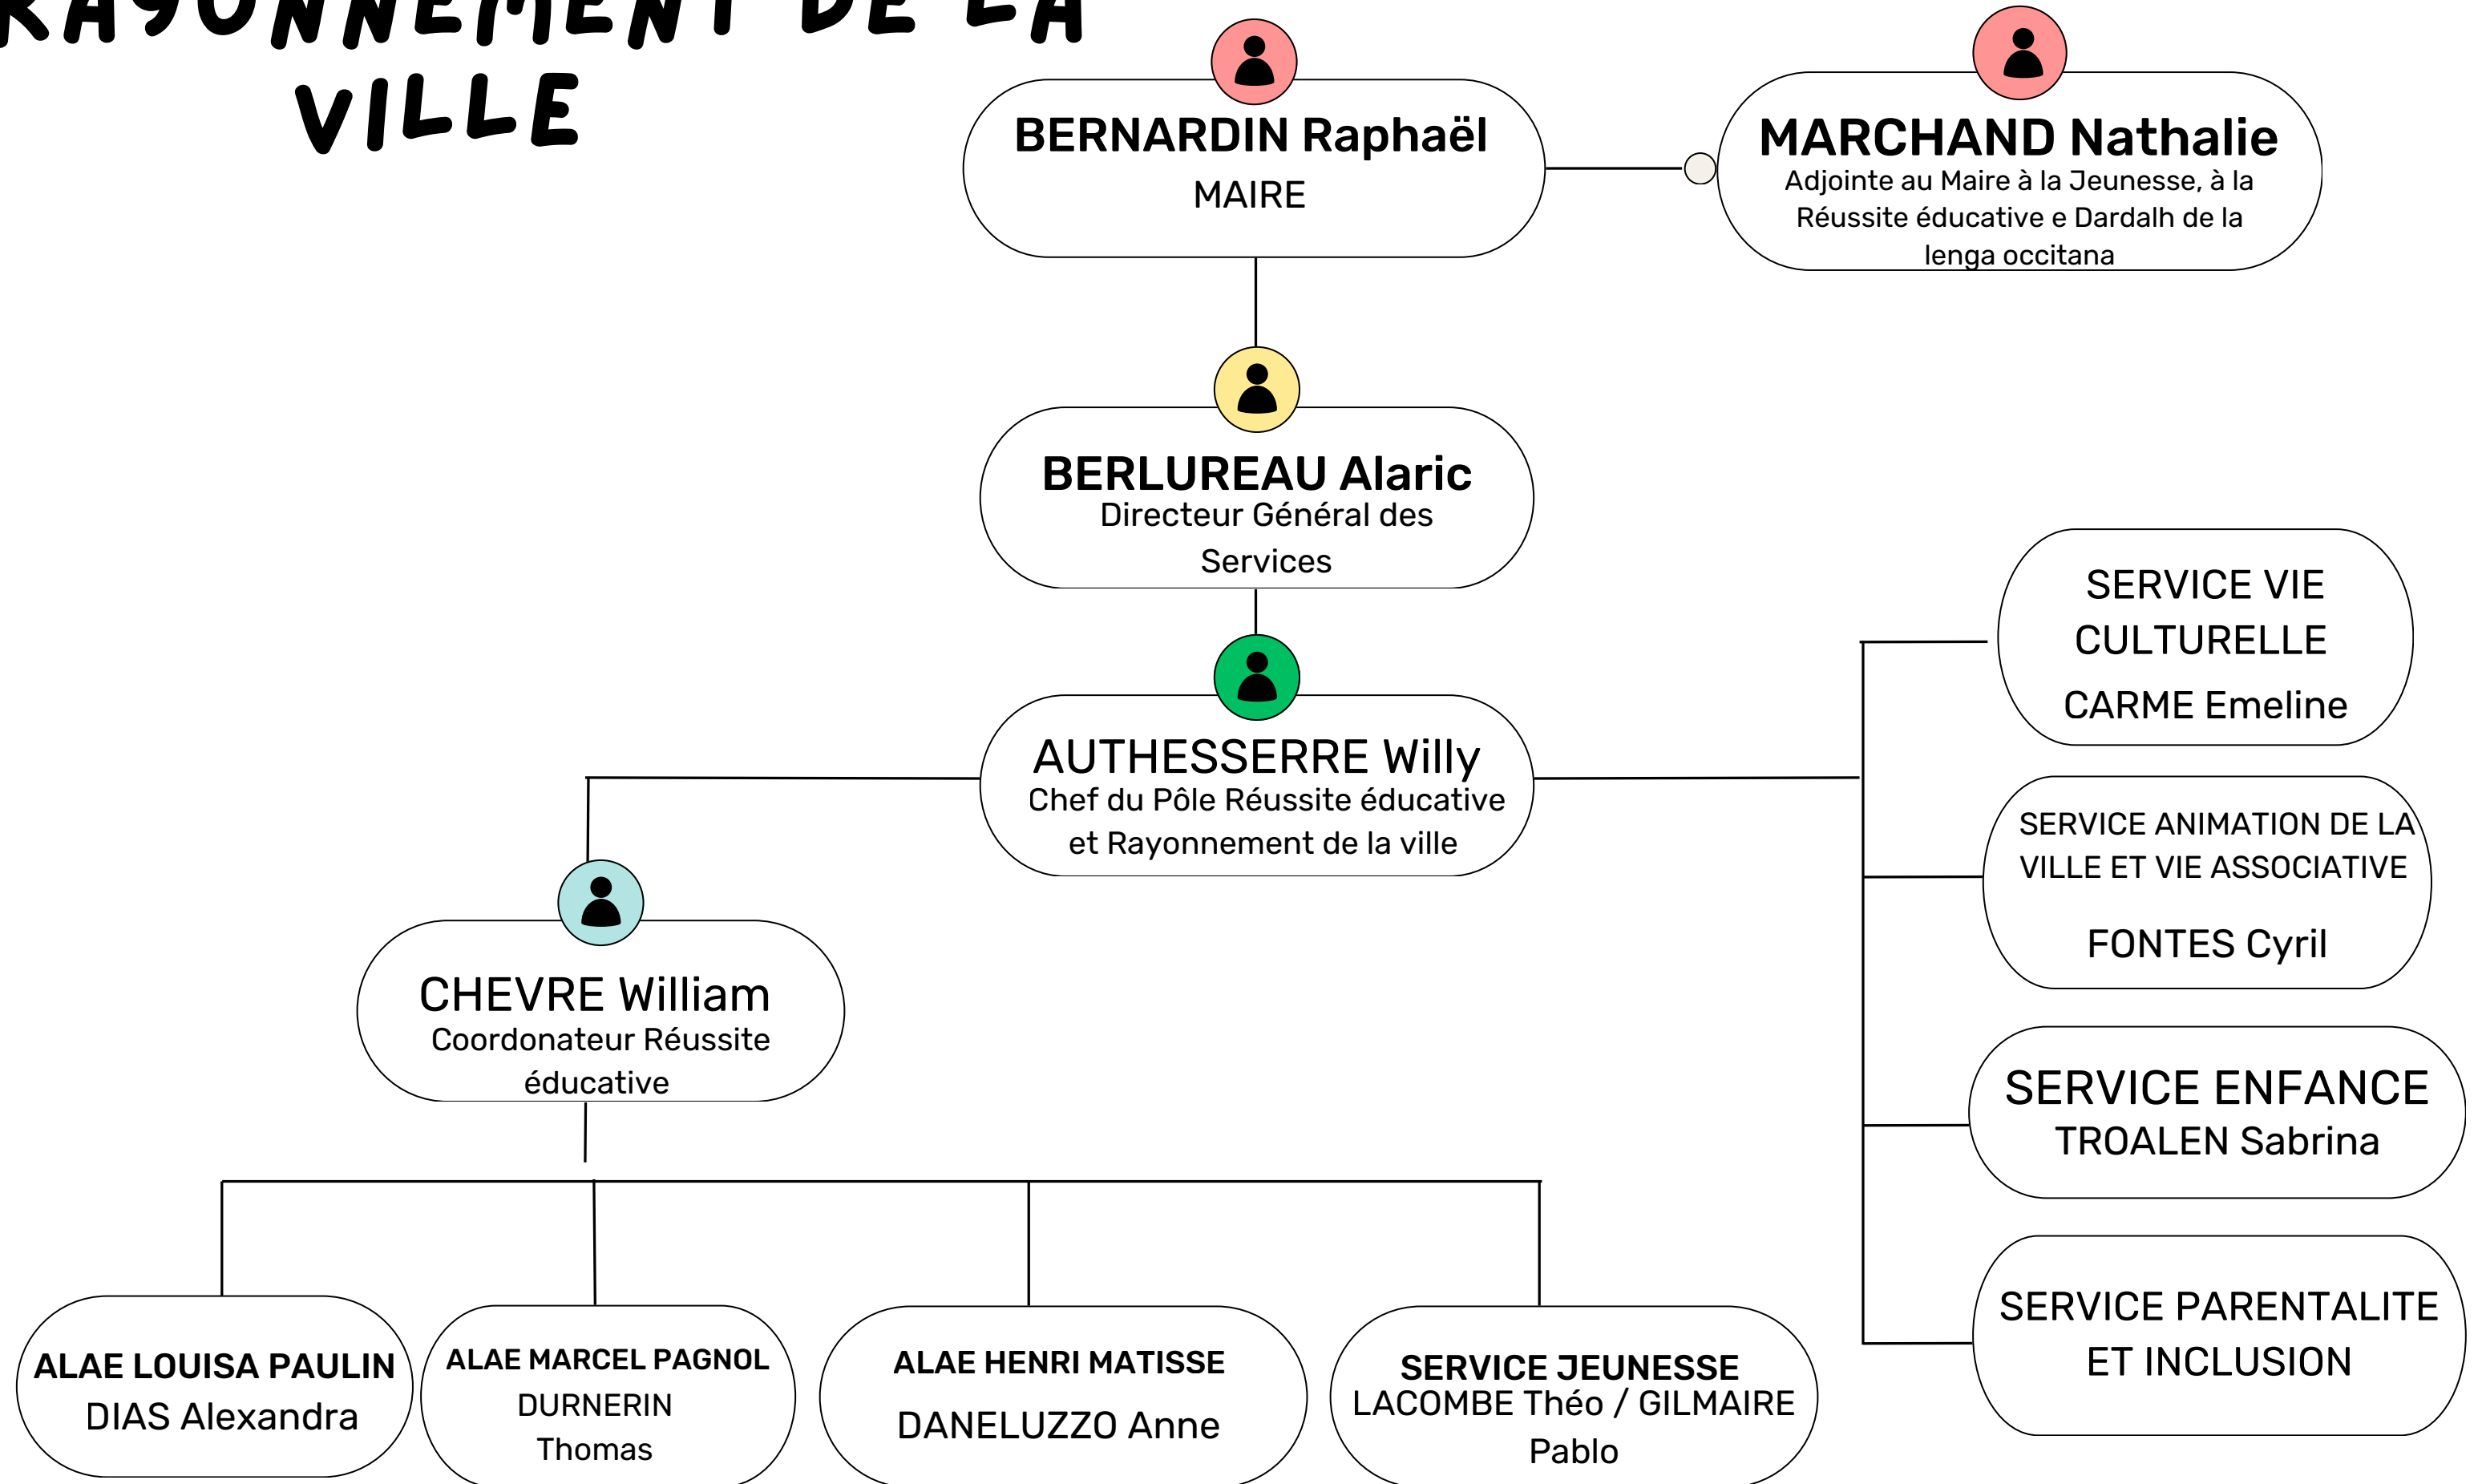 RAYONNEMENT DE LA
VILLE
BERNARDIN Raphaël
MAIRE
MARCHAND Nathalie
Adjointe au Maire à la Jeunesse, à la
Réussite éducative e Dardalh de la
lenga occitana
BERLUREAU Alaric
Directeur Général des
Services
AUTHESSERRE Willy
Chef du Pôle Réussite éducative
et Rayonnement de la ville
SERVICE VIE
CULTURELLE
CARME Emeline
SERVICE ANIMATION DE LA
VILLE ET VIE ASSOCIATIVE
FONTES Cyril
SERVICE ENFANCE
TROALEN Sabrina
SERVICE PARENTALITE
ET INCLUSION
CHEVRE William
Coordonateur Réussite
éducative
ALAE LOUISA PAULIN
DIAS Alexandra
ALAE MARCEL PAGNOL
DURNERIN
Thomas
ALAE HENRI MATISSE
DANELUZZO Anne
SERVICE JEUNESSE
LACOMBE Théo / GILMAIRE
Pablo